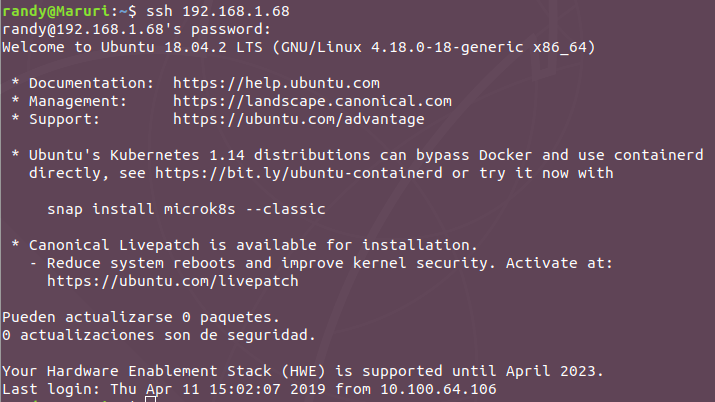 randy@Maruri:~$ ssh 192.168.1.68
randy@192.168.1.68's password:
Welcome to Ubuntu 18.04.2 LTS (GNU/Linux 4.18.0-18-generic x86_64)
* Documentation:  https://help.ubuntu.com
* Management:     https://landscape.canonical.com
* Support:        https://ubuntu.com/advantage
* Ubuntu's Kubernetes 1.14 distributions can bypass Docker and use containerd
directly, see https://bit.ly/ubuntu-containerd or try it now with
snap install microk8s --classic
* Canonical Livepatch is available for installation.
- Reduce system reboots and improve kernel security. Activate at:
https://ubuntu.com/livepatch
Pueden actualizarse 0 paquetes.
0 actualizaciones son de seguridad.
Your Hardware Enablement Stack (HWE) is supported until April 2023.
Last login: Thu Apr 11 15:02:07 2019 from 10.100.64.106